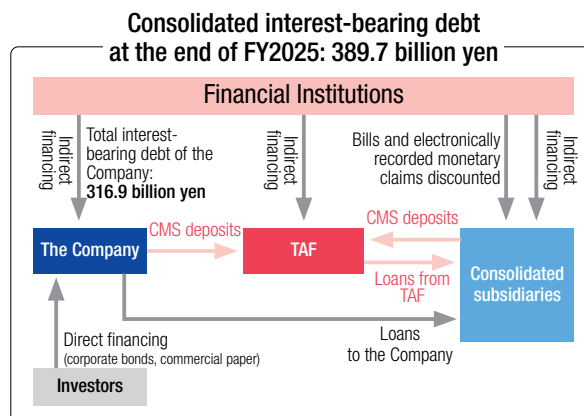 Consolidated interest-bearing debt
at the end of FY2025: 389.7 billion yen
Financial Institutions
Indirect
financing
Total interest-
bearing debt of the
Company:
316.9 billion yen
Indirect
financing
Bills and electronically
recorded monetary
claims discounted
Indirect
financing
The Company
CMS deposits
TAF
CMS deposits
Loans from
TAF
Consolidated
subsidiaries
Direct financing
(corporate bonds, commercial paper)
Loans
to the Company
Investors